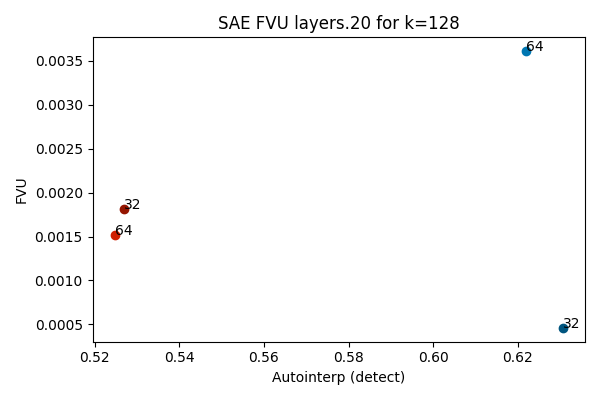 SAE FVU layers.20 for k=128
FVU
0.0035
0.0030
0.0025
0.0020
0.0015
0.0010
0.0005
64
32
64
32
0.52 0.54 0.56 0.58 0.60 0.62
Autointerp (detect)